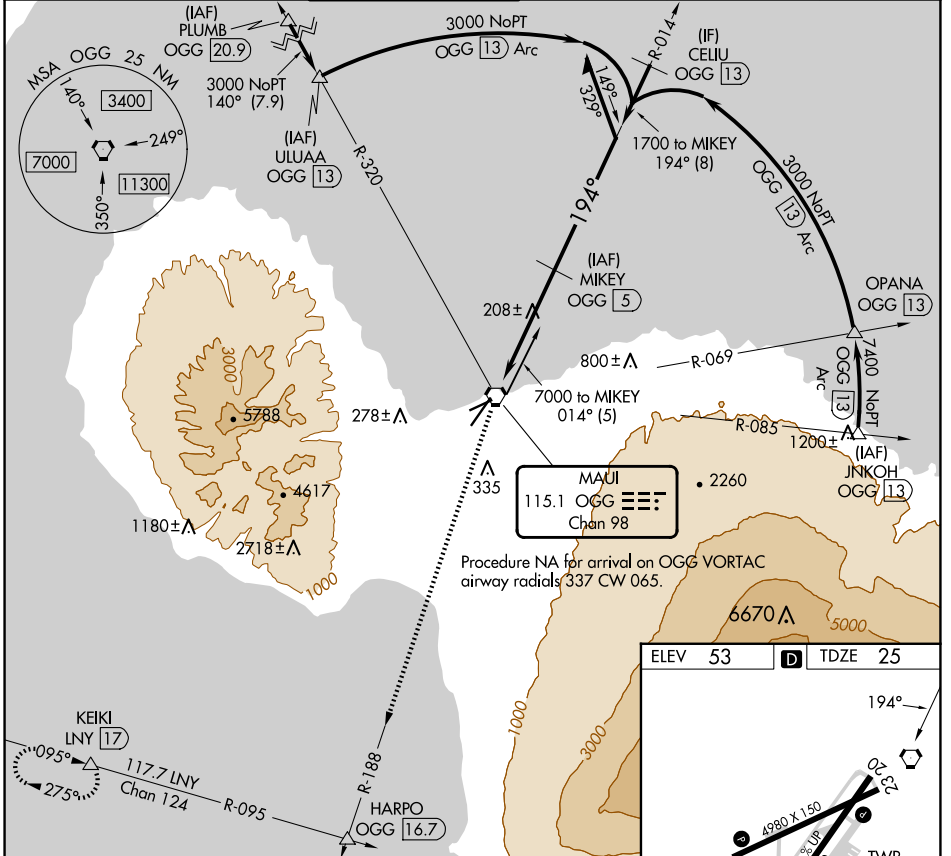 (IAF)
PLUMB
OGG 20.9
3000 NoPT
140° (7.9)
(IAF)
ULUAA
OGG 13
3000 NoPT
OGG 13 Arc
R-014
(IF)
CELIU
OGG 13
149°
329°
1700 to MIKEY
194° (8)
MSA OGG 25 NM
140°
3400
249°
7000
11300
350°
R-320
194°
3000 NoPT
OGG 13 Arc
(IAF)
MIKEY
OGG 5
OPANA
OGG 13
208±
800±
R-069
7400 NoPT
OGG 13
Arc
7000 to MIKEY
014° (5)
3000
5788
278±
R-085
1200±
(IAF)
JNKOH
OGG 13
335
MAUI
115.1 OGG
Chan 98
2260
4617
1180±
2718±
1000
Procedure NA for arrival on OGG VORTAC
airway radials 337 CW 065.
6670
5000
1000
3000
ELEV 53
D
TDZE 25
194°
KEIKI
LNY 17
095°
275°
117.7 LNY
Chan 124
R-095
R-188
HARPO
OGG 16.7
23
20
4980 X 150
P
P
% UP
TWR